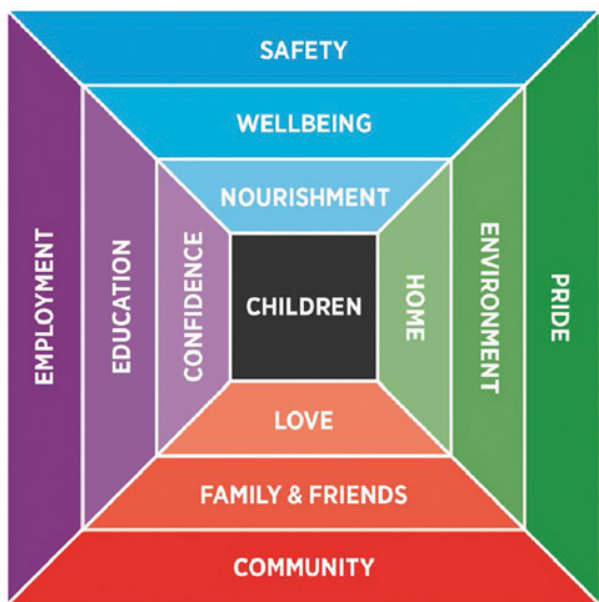 SAFETY
WELLBEING
NOURISHMENT
EMPLOYMENT
EDUCATION
CONFIDENCE
CHILDREN
HOME
ENVIRONMENT
PRIDE
LOVE
FAMILY & FRIENDS
COMMUNITY